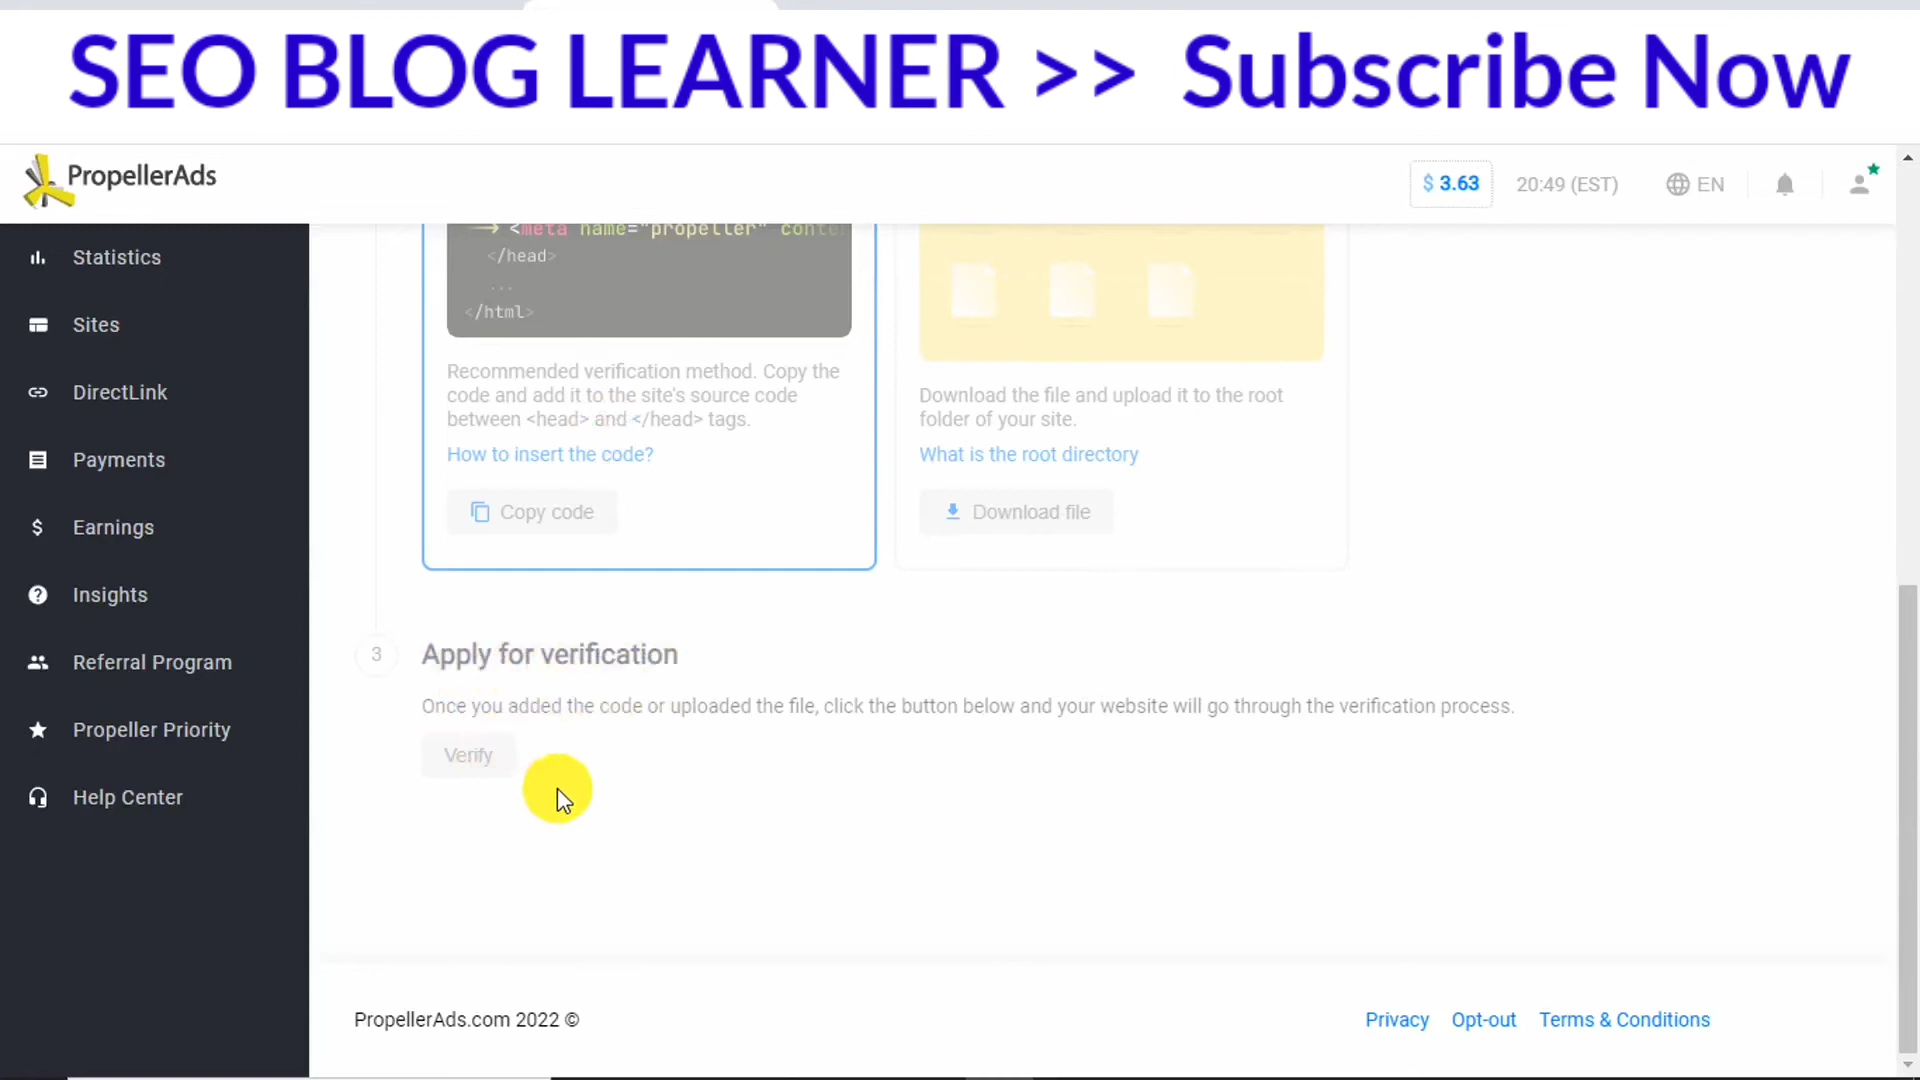 SEO BLOG LEARNER >> Subscribe Now
PropellerAds
$ 3.63
20:49 (EST)
EN
Statistics
Sites
DirectLink
Payments
Earnings
Insights
Referral Program
Propeller Priority
Help Center
<meta name="propeller" conte
</head>
...
</html>
Recommended verification method. Copy the
code and add it to the site's source code
between <head> and </head> tags.
How to insert the code?
Copy code
Download the file and upload it to the root
folder of your site.
What is the root directory
Download file
3
Apply for verification
Once you added the code or uploaded the file, click the button below and your website will go through the verification process.
Verify
PropellerAds.com 2022 ©
Privacy
Opt-out
Terms & Conditions